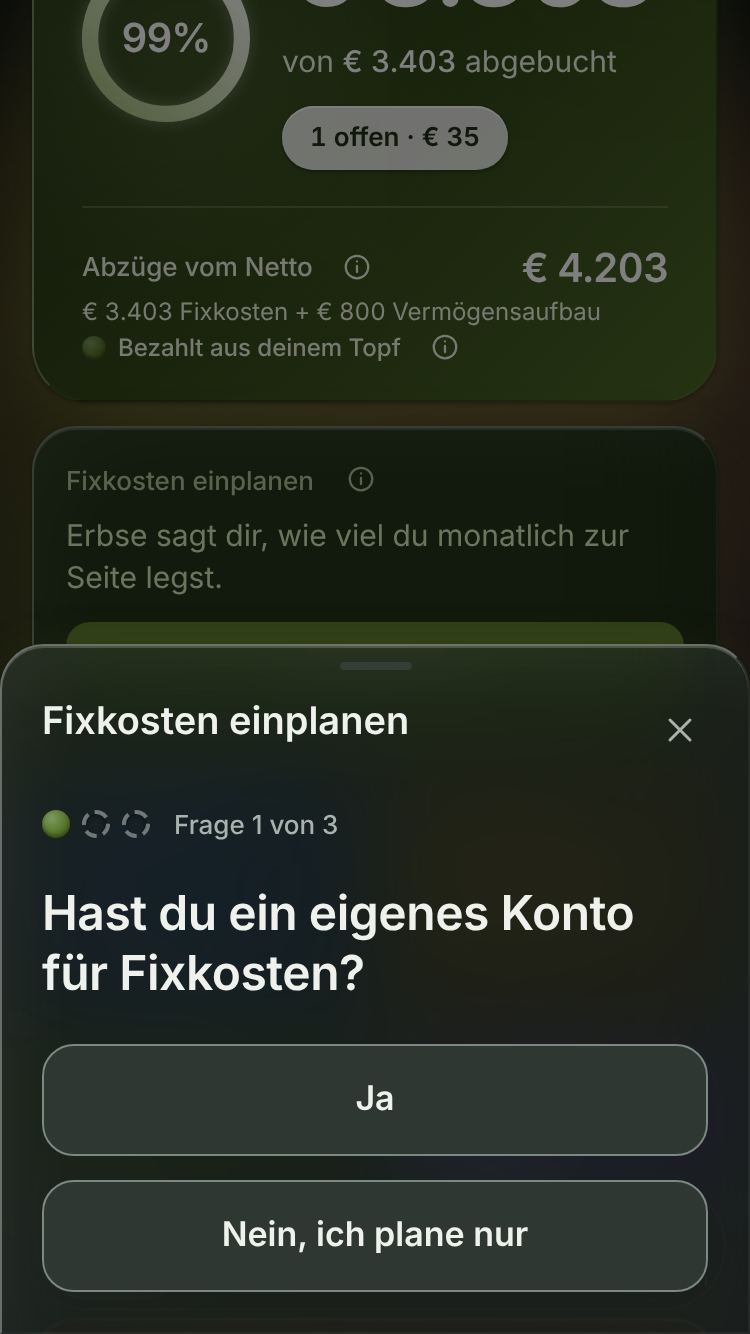 99%
von € 3.403 abgebucht
1 offen · € 35
Abzüge vom Netto
€ 4.203
€ 3.403 Fixkosten + € 800 Vermögensaufbau
Bezahlt aus deinem Topf
Fixkosten einplanen
Erbse sagt dir, wie viel du monatlich zur
Seite legst.
Fixkosten einplanen
Frage 1 von 3
Hast du ein eigenes Konto
für Fixkosten?
Ja
Nein, ich plane nur